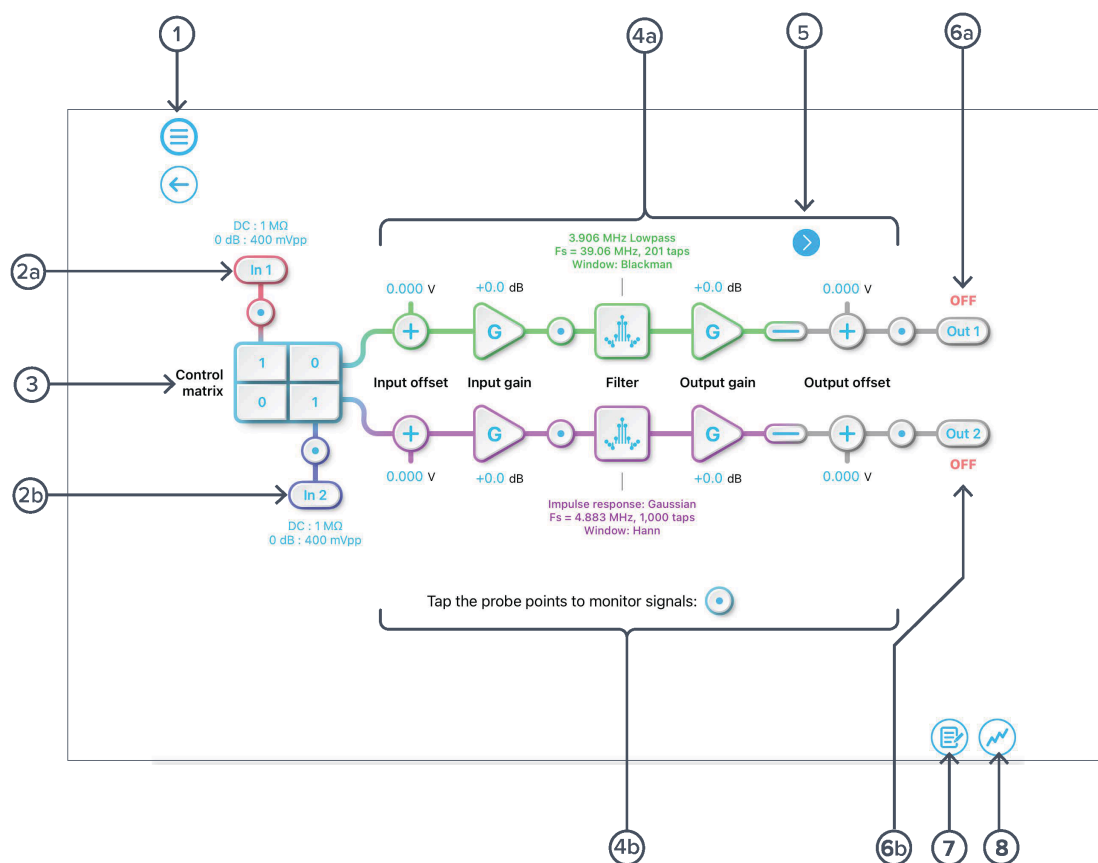 1
4a
5
6a
DC : 1 MΩ
0 dB : 400 mVpp
3.906 MHz Lowpass
Fs = 39.06 MHz, 201 taps
Window: Blackman
2a
In 1
0.000 V
+0.0 dB
+0.0 dB
0.000 V
OFF
G
G
Out 1
3
Control
matrix
1 0
0 1
Input offset
Input gain
Filter
Output gain
Output offset
G
G
Out 2
0.000 V
+0.0 dB
+0.0 dB
0.000 V
OFF
2b
In 2
DC : 1 MΩ
0 dB : 400 mVpp
Impulse response: Gaussian
Fs = 4.883 MHz, 1,000 taps
Window: Hann
Tap the probe points to monitor signals:
4b
6b
7
8